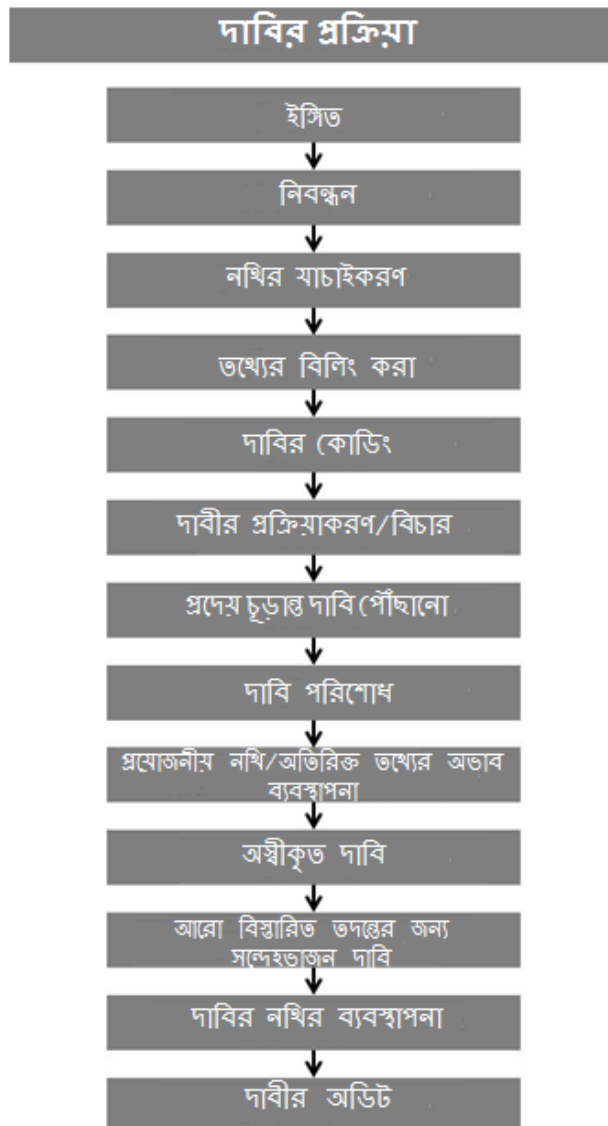 দাবির প্রক্রিয়া
ইঙ্গিত
নিবন্ধন
নথির যাচাইকরণ
তথ্যের বিলিং করা
দাবির কোডিং
দাবীর প্রক্রিয়াকরণ/বিচার
প্রদেয় চূড়ান্ত দাবি পৌঁছানো
দাবি পরিশোধ
প্রযোজনীয় নথি/অতিরিক্ত তথ্যের অভাব
ব্যবস্থাপনা
অস্বীকৃত দাবি
আরো বিস্তারিত তদন্তের জন্য
সন্দেহভাজন দাবি
দাবির নথির ব্যবস্থাপনা
দাবীর অডিট